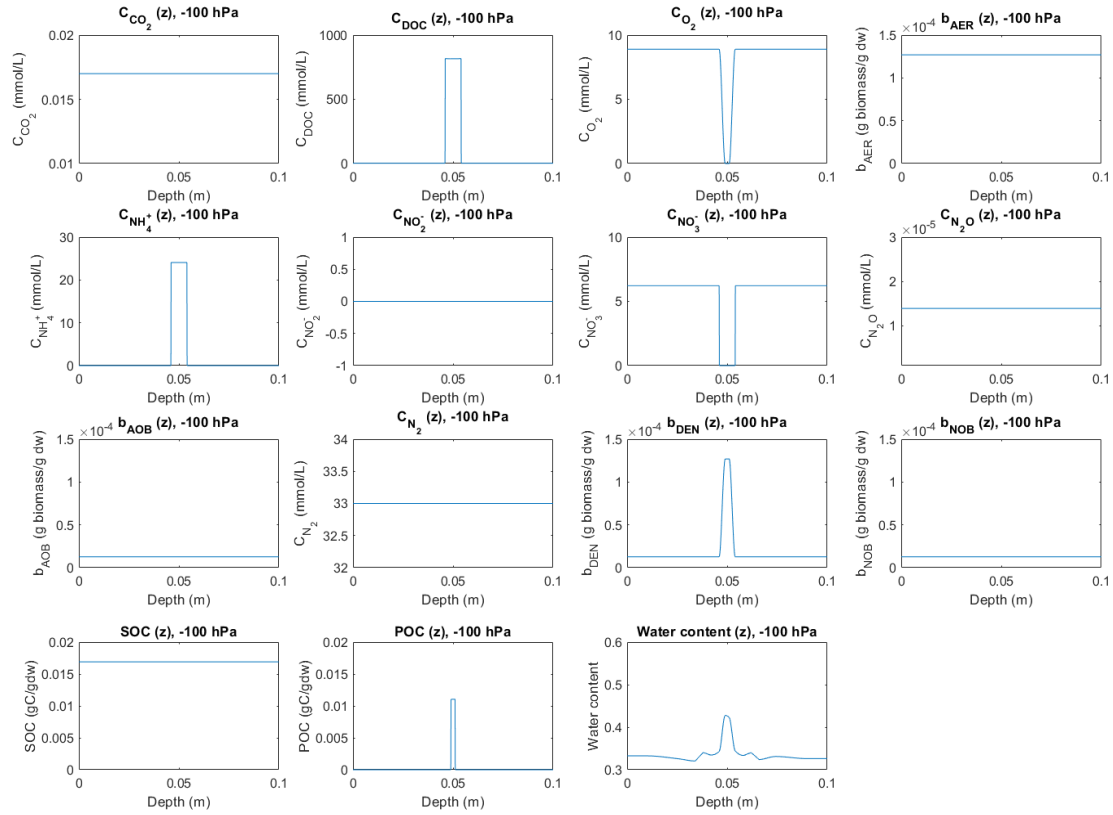 C_CO2 (z), -100 hPa
C_CO2 (mmol/L)
0.02
0.015
0.01
0 0.05 0.1
Depth (m)
C_DOC (z), -100 hPa
C_DOC (mmol/L)
1000
500
0
0 0.05 0.1
Depth (m)
C_O2 (z), -100 hPa
C_O2 (mmol/L)
10
5
0
0 0.05 0.1
Depth (m)
b_AER (z), -100 hPa
b_AER (g biomass/g dw)
×10^-4
1.5
1
0.5
0
0 0.05 0.1
Depth (m)
C_NH4^+ (z), -100 hPa
C_NH4^+ (mmol/L)
30
20
10
0
0 0.05 0.1
Depth (m)
C_NO2^- (z), -100 hPa
C_NO2^- (mmol/L)
1
0.5
0
-0.5
-1
0 0.05 0.1
Depth (m)
C_NO3^- (z), -100 hPa
C_NO3^- (mmol/L)
10
5
0
0 0.05 0.1
Depth (m)
C_N2O (z), -100 hPa
C_N2O (mmol/L)
×10^-5
3
2
1
0 0.05 0.1
Depth (m)
b_AOB (z), -100 hPa
b_AOB (g biomass/g dw)
×10^-4
1.5
1
0.5
0
0 0.05 0.1
Depth (m)
C_N2 (z), -100 hPa
C_N2 (mmol/L)
34
33.5
33
32.5
32
0 0.05 0.1
Depth (m)
b_DEN (z), -100 hPa
b_DEN (g biomass/g dw)
×10^-4
1.5
1
0.5
0
0 0.05 0.1
Depth (m)
b_NOB (z), -100 hPa
b_NOB (g biomass/g dw)
×10^-4
1.5
1
0.5
0
0 0.05 0.1
Depth (m)
SOC (z), -100 hPa
SOC (gC/gdw)
0.02
0.015
0.01
0.005
0
0 0.05 0.1
Depth (m)
POC (z), -100 hPa
POC (gC/gdw)
0.02
0.015
0.01
0.005
0
0 0.05 0.1
Depth (m)
Water content (z), -100 hPa
Water content
0.6
0.5
0.4
0.3
0 0.05 0.1
Depth (m)